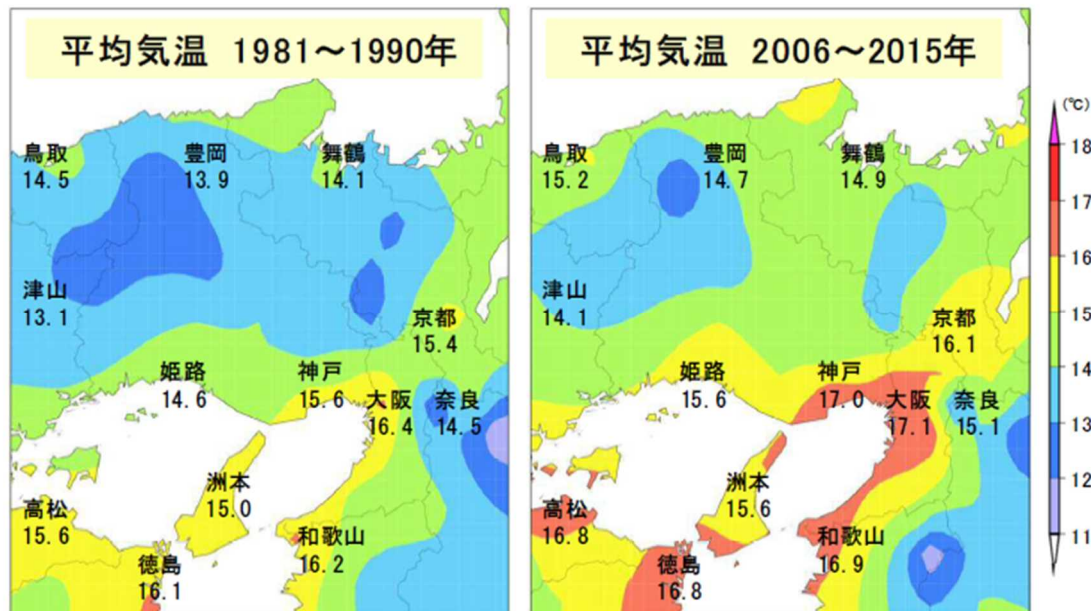 平均気温 1981～1990年
鳥取
14.5
豊岡
13.9
舞鶴
14.1
津山
13.1
京都
15.4
姫路
14.6
神戸
15.6
大阪
16.4
奈良
14.5
洲本
15.0
高松
15.6
和歌山
16.2
徳島
16.1
平均気温 2006～2015年
鳥取
15.2
豊岡
14.7
舞鶴
14.9
津山
14.1
京都
16.1
姫路
15.6
神戸
17.0
大阪
17.1
奈良
15.1
洲本
15.6
高松
16.8
和歌山
16.9
徳島
16.8
(℃)
18
17
16
15
14
13
12
11